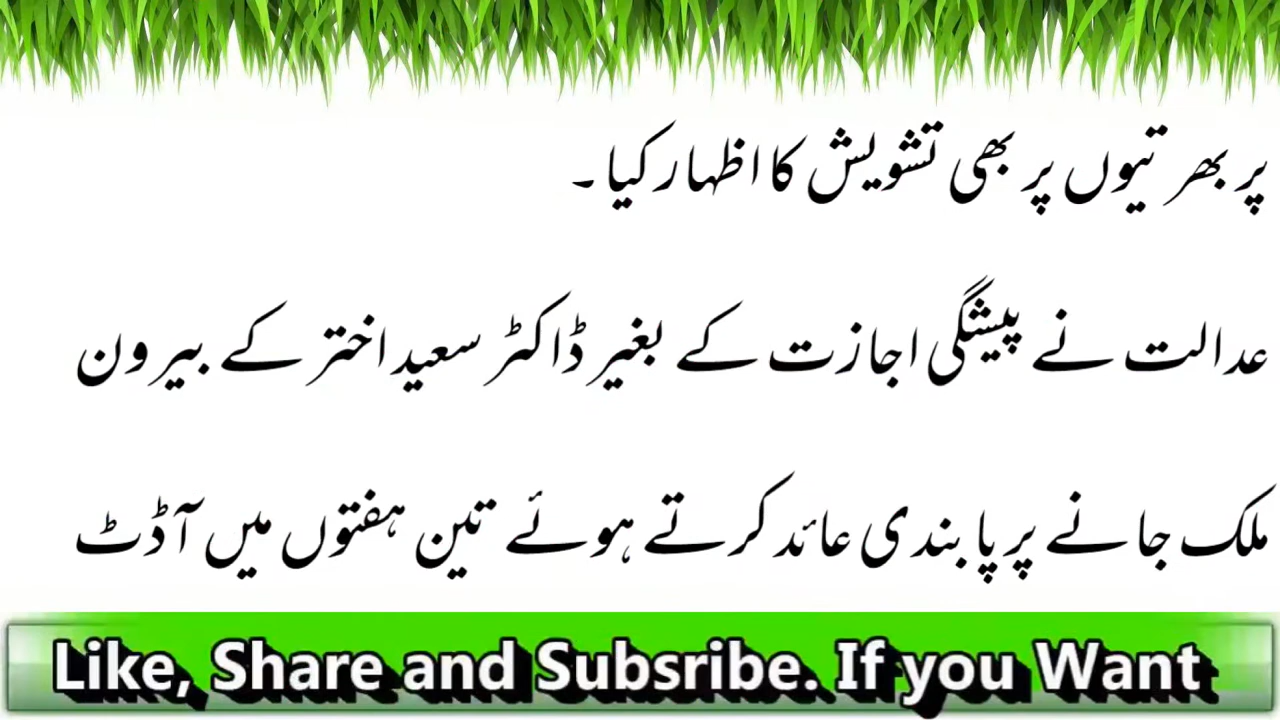 پر بھرتیوں پر بھی تشویش کا اظہار کیا ۔
عدالت نے پیشگی اجازت کے بغیر ڈاکٹر سعید اختر کے بیرون
ملک جانے پر پابندی عائد کرتے ہوئے تین ہفتوں میں آڈٹ
Like, Share and Subsribe. If you Want